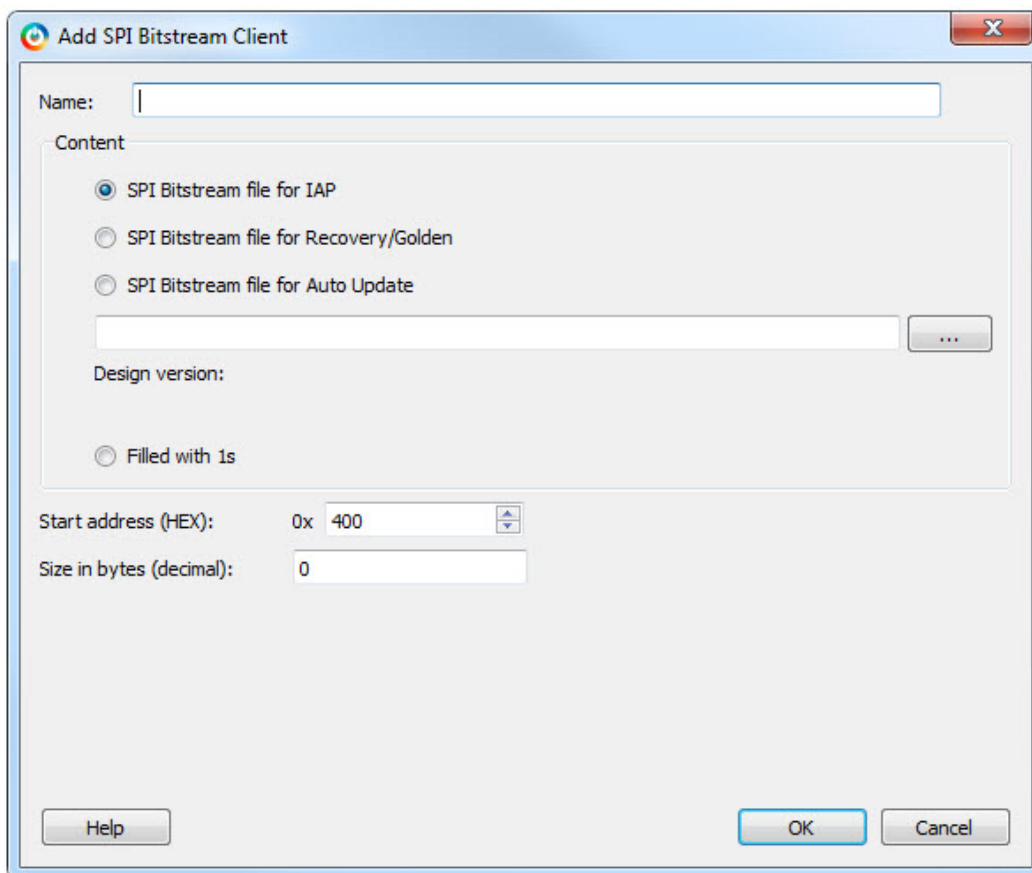 Add SPI Bitstream Client
Name:
Content
SPI Bitstream file for IAP
SPI Bitstream file for Recovery/Golden
SPI Bitstream file for Auto Update
...
Design version:
Filled with 1s
Start address (HEX): 0x 400
Size in bytes (decimal): 0
Help OK Cancel